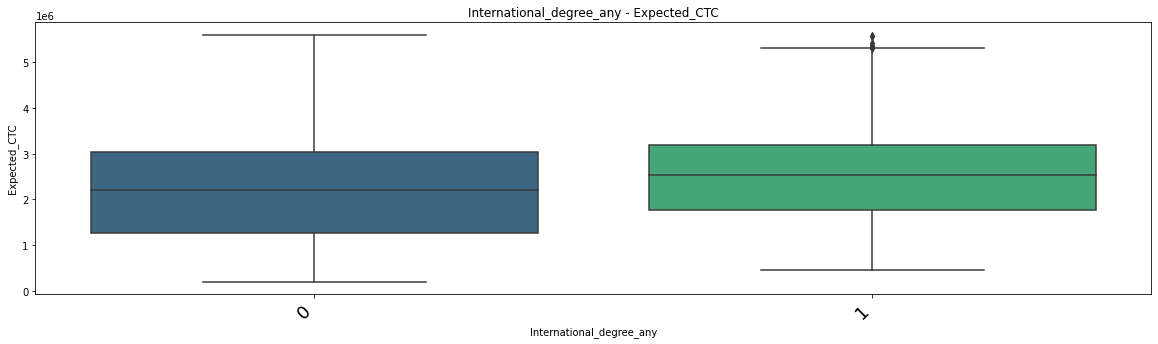 International_degree_any - Expected_CTC
1e6
5
4
3
2
1
0
Expected_CTC
0
1
International_degree_any